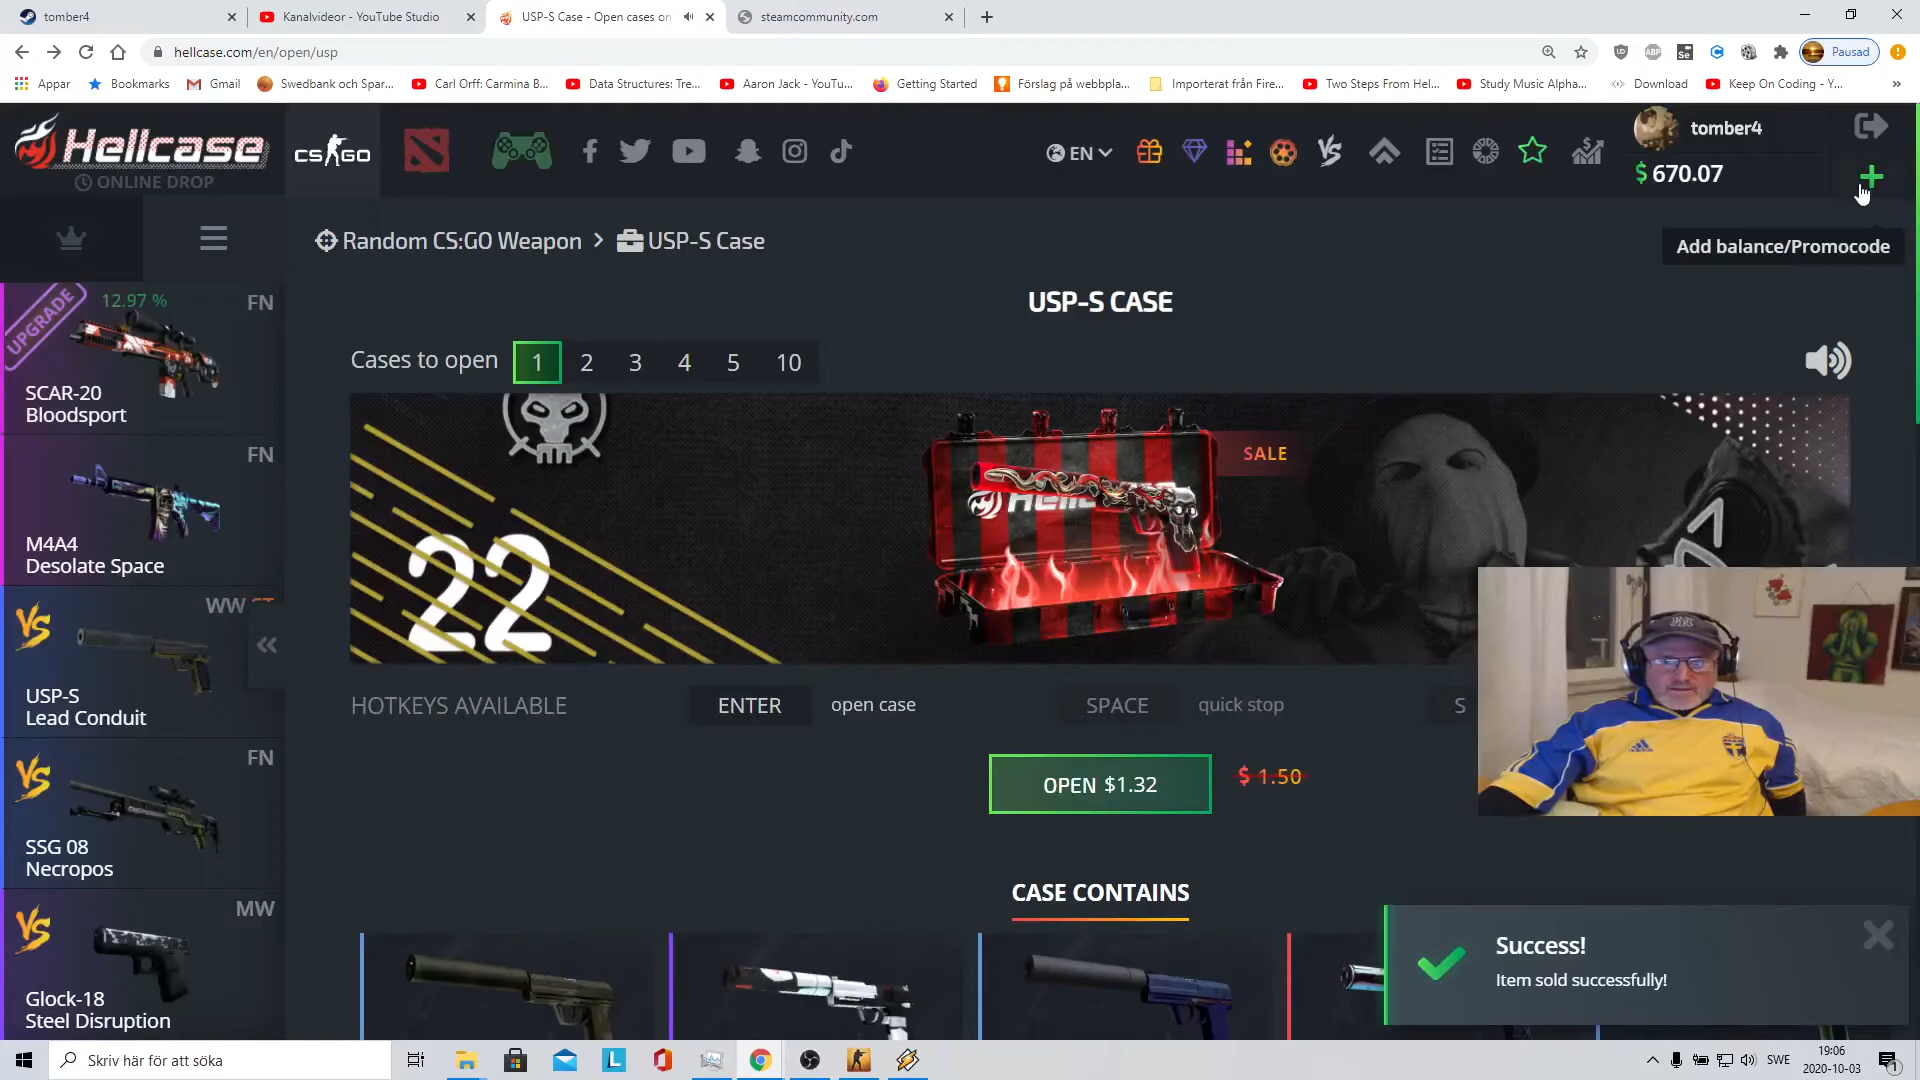 tomber4
Kanalvideor - YouTube Studio
USP-S Case - Open cases on
steamcommunity.com
hellcase.com/en/open/usp
Pausad
Appar
Bookmarks
Gmail
Swedbank och Spar...
Carl Orff: Carmina B...
Data Structures: Tre...
Aaron Jack - YouTu...
Getting Started
Förslag på webbpla...
Importerat från Fire...
Two Steps From Hel...
Study Music Alpha...
Download
Keep On Coding - Y...
Hellcase
ONLINE DROP
CS:GO
EN
tomber4
$ 670.07
Add balance/Promocode
Random CS:GO Weapon > USP-S Case
USP-S CASE
Cases to open 1 2 3 4 5 10
SALE
22
HOTKEYS AVAILABLE
ENTER open case
SPACE quick stop
S
OPEN $1.32
$ 1.50
CASE CONTAINS
UPGRADE
12.97 %
FN
SCAR-20
Bloodsport
FN
M4A4
Desolate Space
VS
WW ST
USP-S
Lead Conduit
VS
FN
SSG 08
Necropos
VS
MW
Glock-18
Steel Disruption
Success!
Item sold successfully!
Skriv här för att söka
SWE
19:06
2020-10-03